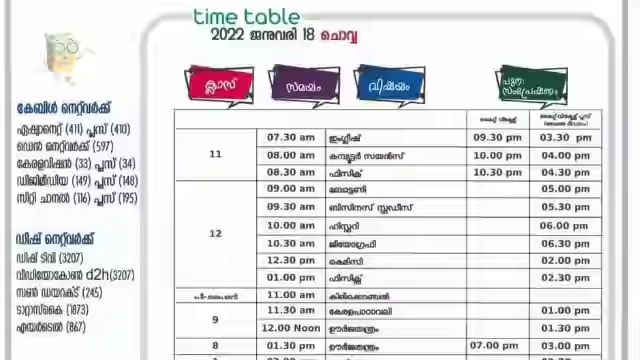 time table
2022 ജനുവരി 18 ചൊവ്വ
ക്ലാസ് സമയം വിഷയം പുനഃസംപ്രേഷണം
കേബിൾ നെറ്റ്‌വർക്ക്
ഏഷ്യാനെറ്റ് (411) പ്ലസ് (410)
ഡെൻ നെറ്റ്‌വർക്ക് (597)
കേരളവിഷൻ (33) പ്ലസ് (34)
ഡിജിമീഡിയ (149) പ്ലസ് (148)
സിറ്റി ചാനൽ (116) പ്ലസ് (195)
ഡിഷ് നെറ്റ്‌വർക്ക്
ഡിഷ് ടിവി (3207)
വീഡിയോകോൺ d2h(3207)
സൺ ഡയറക്ട് (245)
ടാറ്റാസ്കൈ (1873)
എയർടെൽ (867)
11
07.30 am ഇംഗ്ലീഷ് 09.30 pm 03.30 pm
08.00 am കമ്പ്യൂട്ടർ സയൻസ് 10.00 pm 04.00 pm
08.30 am ഫിസിക് 10.30 pm 04.30 pm
12
09.00 am ബോട്ടണി 05.00 pm
09.30 am ബിസിനസ് സ്റ്റഡീസ് 05.30 pm
10.00 am ഹിസ്റ്ററി 06.00 pm
10.30 am ജിയോഗ്രഫി 06.30 pm
12.30 pm കെമിസ്ട്രി 02.00 pm
01.00 pm ഫിസിക്സ് 02.30 pm
11.00 am കിളിക്കൊഞ്ചൽ
9
11.30 am കേരളപാഠാവലി 01.00 pm
12.00 Noon ഊർജതന്ത്രം 01.30 pm
8 01.30 pm ഊർജതന്ത്രം 07.00 pm 03.00 pm